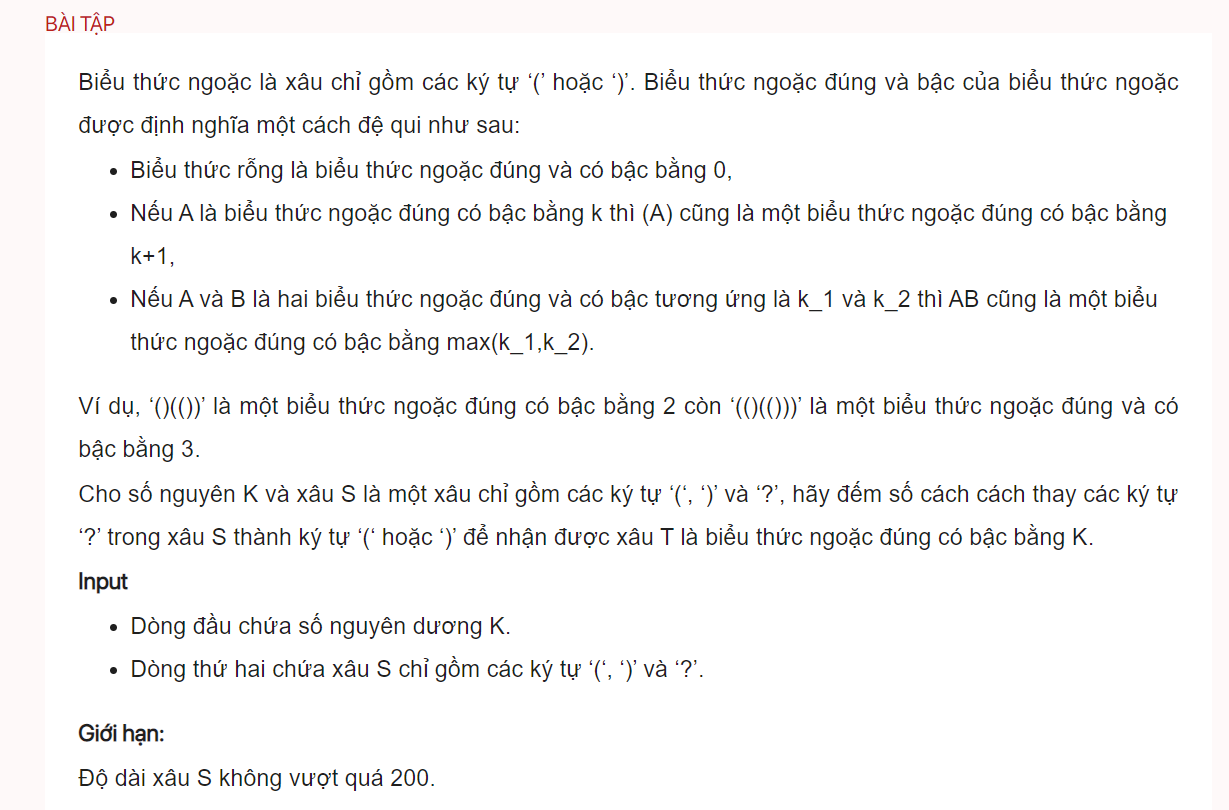 BÀI TẬP
Biểu thức ngoặc là xâu chỉ gồm các ký tự ‘(’ hoặc ‘)’. Biểu thức ngoặc đúng và bậc của biểu thức ngoặc
được định nghĩa một cách đệ qui như sau:
• Biểu thức rỗng là biểu thức ngoặc đúng và có bậc bằng 0,
• Nếu A là biểu thức ngoặc đúng có bậc bằng k thì (A) cũng là một biểu thức ngoặc đúng có bậc bằng
k+1,
• Nếu A và B là hai biểu thức ngoặc đúng và có bậc tương ứng là k_1 và k_2 thì AB cũng là một biểu
thức ngoặc đúng có bậc bằng max(k_1,k_2).
Ví dụ, ‘()(())’ là một biểu thức ngoặc đúng có bậc bằng 2 còn ‘(()(()))’ là một biểu thức ngoặc đúng và có
bậc bằng 3.
Cho số nguyên K và xâu S là một xâu chỉ gồm các ký tự ‘(‘, ‘)’ và ‘?’, hãy đếm số cách cách thay các ký tự
‘?’ trong xâu S thành ký tự ‘(‘ hoặc ‘)’ để nhận được xâu T là biểu thức ngoặc đúng có bậc bằng K.
Input
• Dòng đầu chứa số nguyên dương K.
• Dòng thứ hai chứa xâu S chỉ gồm các ký tự ‘(‘, ‘)’ và ‘?’.
Giới hạn:
Độ dài xâu S không vượt quá 200.